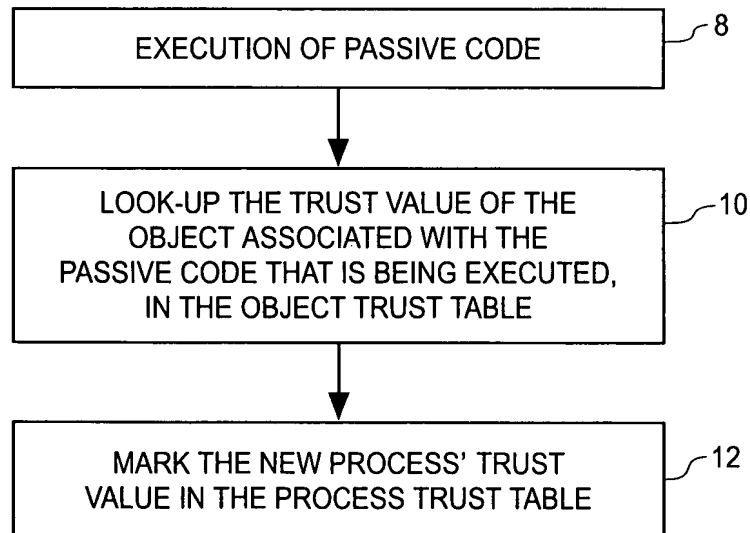 EXECUTION OF PASSIVE CODE
8
LOOK-UP THE TRUST VALUE OF THE
OBJECT ASSOCIATED WITH THE
PASSIVE CODE THAT IS BEING EXECUTED,
IN THE OBJECT TRUST TABLE
10
MARK THE NEW PROCESS' TRUST
VALUE IN THE PROCESS TRUST TABLE
12